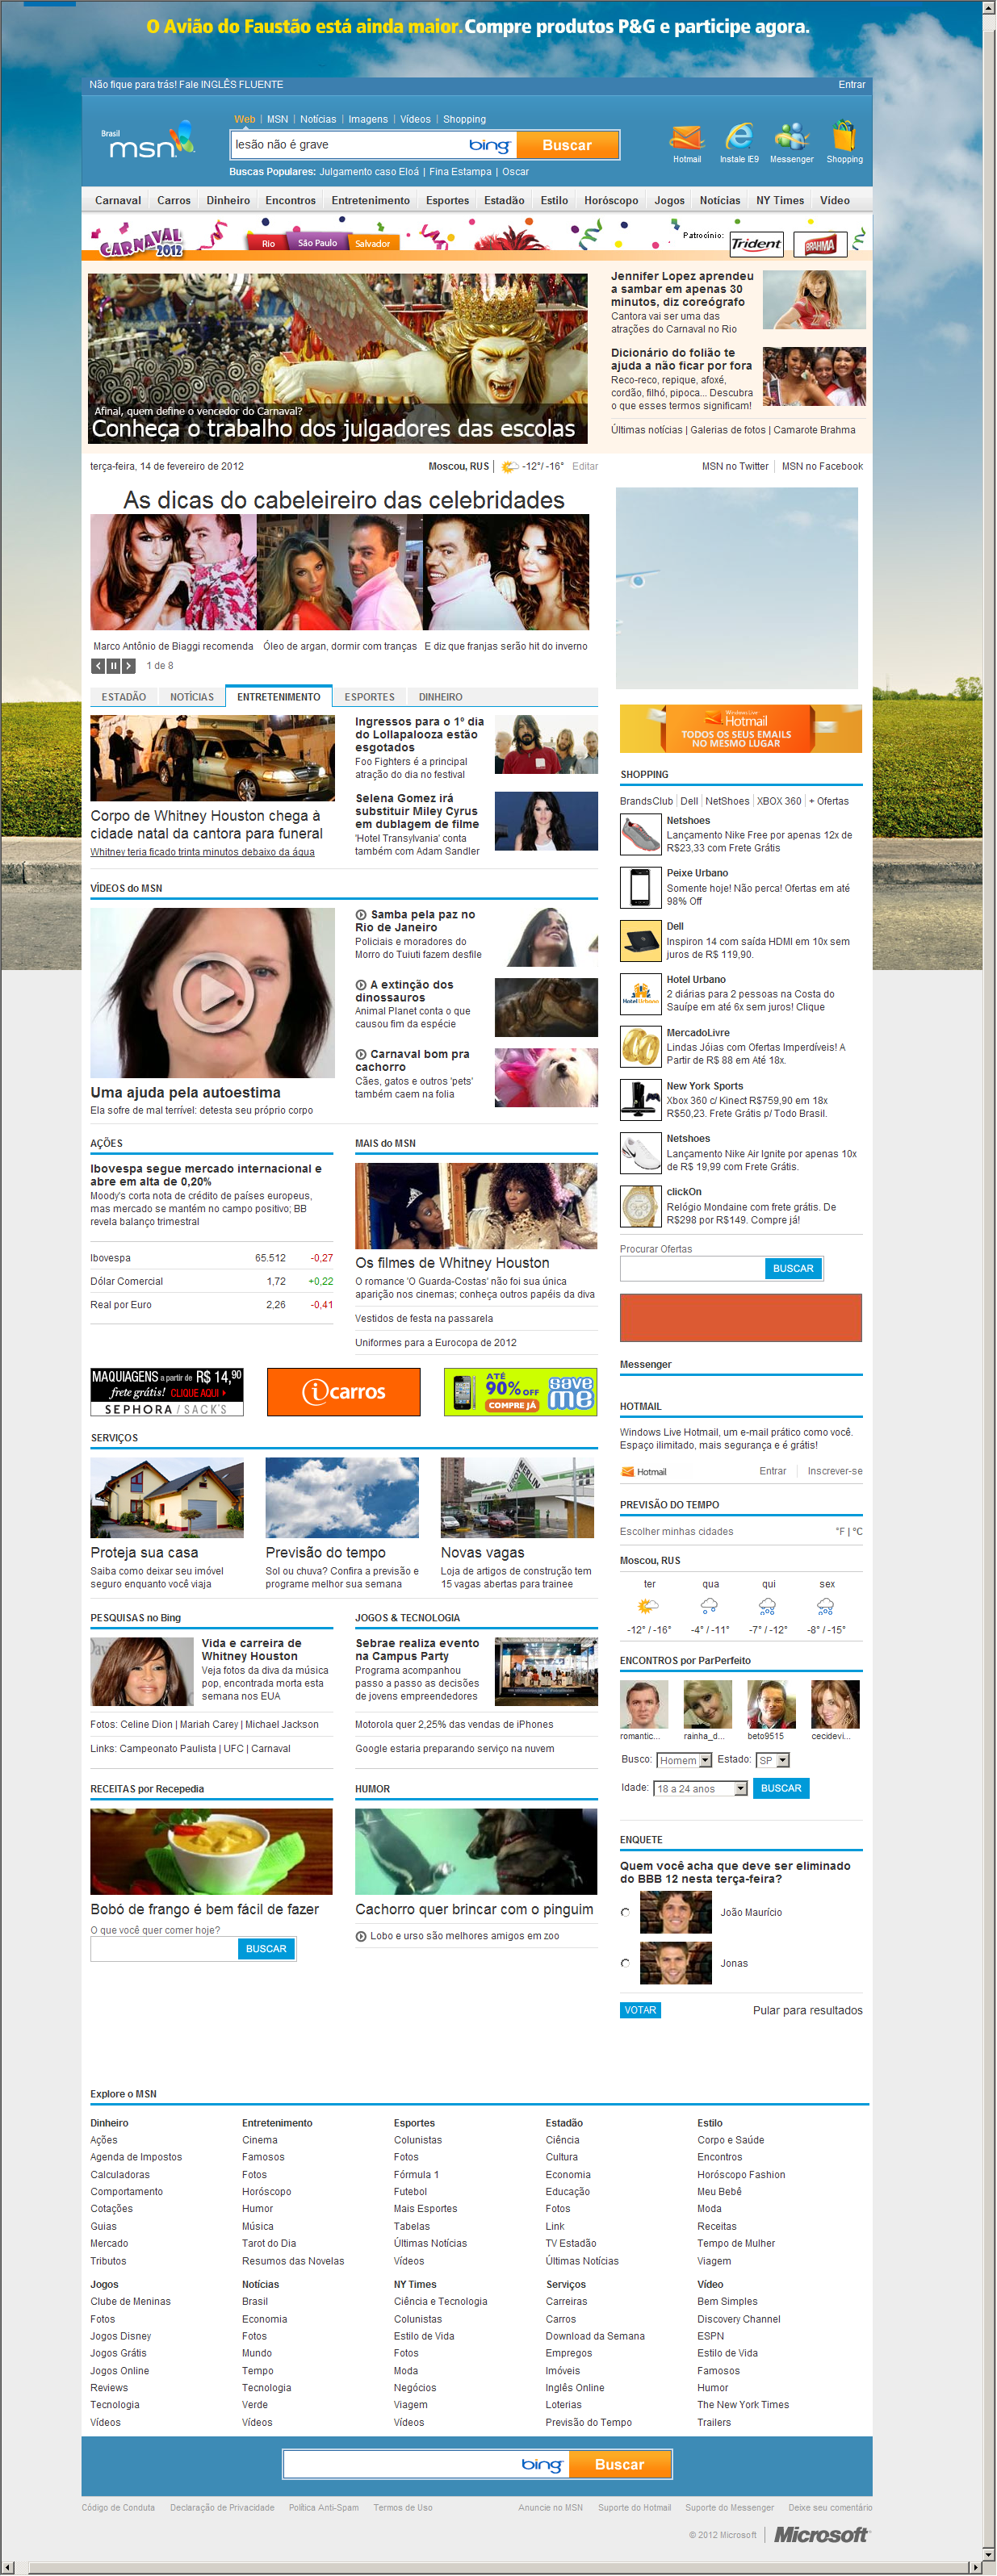 O Avião do Faustão está ainda maior. Compre produtos P&G e participe agora.
Não fique para trás! Fale INGLÊS FLUENTE
Entrar
Brasil
msn
Web | MSN | Notícias | Imagens | Vídeos | Shopping
lesão não é grave
bing
Buscar
Buscas Populares: Julgamento caso Eloá | Fina Estampa | Oscar
Hotmail
Instale IE9
Messenger
Shopping
Carnaval Carros Dinheiro Encontros Entretenimento Esportes Estadão Estilo Horóscopo Jogos Notícias NY Times Vídeo
CARNAVAL
2012
Rio
São Paulo
Salvador
Patrocínio:
Trident
BRAHMA
Afinal, quem define o vencedor do Carnaval?
Conheça o trabalho dos julgadores das escolas
Jennifer Lopez aprendeu
a sambar em apenas 30
minutos, diz coreógrafo
Cantora vai ser uma das
atrações do Carnaval no Rio
Dicionário do folião te
ajuda a não ficar por fora
Reco-reco, repique, afoxé,
cordão, filhó, pipoca... Descubra
o que esses termos significam!
Últimas notícias | Galerias de fotos | Camarote Brahma
terça-feira, 14 de fevereiro de 2012
Moscou, RUS | -12°/ -16° Editar
MSN no Twitter | MSN no Facebook
As dicas do cabeleireiro das celebridades
Marco Antônio de Biaggi recomenda
Óleo de argan, dormir com tranças
E diz que franjas serão hit do inverno
1 de 8
ESTADÃO NOTÍCIAS ENTRETENIMENTO ESPORTES DINHEIRO
Corpo de Whitney Houston chega à
cidade natal da cantora para funeral
Whitney teria ficado trinta minutos debaixo da água
Ingressos para o 1º dia
do Lollapalooza estão
esgotados
Foo Fighters é a principal
atração do dia no festival
Selena Gomez irá
substituir Miley Cyrus
em dublagem de filme
'Hotel Transylvania' conta
também com Adam Sandler
Windows Live
Hotmail
TODOS OS SEUS EMAILS
NO MESMO LUGAR
VÍDEOS do MSN
Uma ajuda pela autoestima
Ela sofre de mal terrível: detesta seu próprio corpo
Samba pela paz no
Rio de Janeiro
Policiais e moradores do
Morro do Tuiuti fazem desfile
A extinção dos
dinossauros
Animal Planet conta o que
causou fim da espécie
Carnaval bom pra
cachorro
Cães, gatos e outros 'pets'
também caem na folia
SHOPPING
BrandsClub | Dell | NetShoes | XBOX 360 | + Ofertas
Netshoes
Lançamento Nike Free por apenas 12x de
R$23,33 com Frete Grátis
Peixe Urbano
Somente hoje! Não perca! Ofertas em até
98% Off
Dell
Inspiron 14 com saída HDMI em 10x sem
juros de R$ 119,90.
Hotel Urbano
2 diárias para 2 pessoas na Costa do
Sauípe em até 6x sem juros! Clique
Hotel Urbano
MercadoLivre
Lindas Jóias com Ofertas Imperdíveis! A
Partir de R$ 88 em Até 18x.
New York Sports
Xbox 360 c/ Kinect R$759,90 em 18x
R$50,23. Frete Grátis p/ Todo Brasil.
Netshoes
Lançamento Nike Air Ignite por apenas 10x
de R$ 19,99 com Frete Grátis.
clickOn
Relógio Mondaine com frete grátis. De
R$298 por R$149. Compre já!
Procurar Ofertas
BUSCAR
AÇÕES
Ibovespa segue mercado internacional e
abre em alta de 0,20%
Moody's corta nota de crédito de países europeus,
mas mercado se mantém no campo positivo; BB
revela balanço trimestral
Ibovespa 65.512 -0,27
Dólar Comercial 1,72 +0,22
Real por Euro 2,26 -0,41
MAIS do MSN
Os filmes de Whitney Houston
O romance 'O Guarda-Costas' não foi sua única
aparição nos cinemas; conheça outros papéis da diva
Vestidos de festa na passarela
Uniformes para a Eurocopa de 2012
MAQUIAGENS a partir de R$ 14,90
frete grátis! CLIQUE AQUI
SEPHORA / SACK'S
icarros
ATÉ
90% OFF
COMPRE JÁ
SAVE
ME
SERVIÇOS
LEROY MERLIN
Proteja sua casa
Saiba como deixar seu imóvel
seguro enquanto você viaja
Previsão do tempo
Sol ou chuva? Confira a previsão e
programe melhor sua semana
Novas vagas
Loja de artigos de construção tem
15 vagas abertas para trainee
Messenger
HOTMAIL
Windows Live Hotmail, um e-mail prático como você.
Espaço ilimitado, mais segurança e é grátis!
Hotmail
Entrar | Inscrever-se
PREVISÃO DO TEMPO
Escolher minhas cidades
°F | °C
Moscou, RUS
ter qua qui sex
-12° / -16° -4° / -11° -7° / -12° -8° / -15°
PESQUISAS no Bing
Vida e carreira de
Whitney Houston
Veja fotos da diva da música
pop, encontrada morta esta
semana nos EUA
Fotos: Celine Dion | Mariah Carey | Michael Jackson
Links: Campeonato Paulista | UFC | Carnaval
JOGOS & TECNOLOGIA
Sebrae realiza evento
na Campus Party
Programa acompanhou
passo a passo as decisões
de jovens empreendedores
Motorola quer 2,25% das vendas de iPhones
Google estaria preparando serviço na nuvem
ENCONTROS por ParPerfeito
romantic... rainha_d... beto9515 cecidevi...
Busco: Homem Estado: SP
Idade: 18 a 24 anos BUSCAR
RECEITAS por Recepedia
Bobó de frango é bem fácil de fazer
O que você quer comer hoje?
BUSCAR
HUMOR
Cachorro quer brincar com o pinguim
Lobo e urso são melhores amigos em zoo
ENQUETE
Quem você acha que deve ser eliminado
do BBB 12 nesta terça-feira?
João Maurício
Jonas
VOTAR
Pular para resultados
Explore o MSN
Dinheiro Entretenimento Esportes Estadão Estilo
Ações Cinema Colunistas Ciência Corpo e Saúde
Agenda de Impostos Famosos Fotos Cultura Encontros
Calculadoras Fotos Fórmula 1 Economia Horóscopo Fashion
Comportamento Horóscopo Futebol Educação Meu Bebê
Cotações Humor Mais Esportes Fotos Moda
Guias Música Tabelas Link Receitas
Mercado Tarot do Dia Últimas Notícias TV Estadão Tempo de Mulher
Tributos Resumos das Novelas Vídeos Últimas Notícias Viagem
Jogos Notícias NY Times Serviços Vídeo
Clube de Meninas Brasil Ciência e Tecnologia Carreiras Bem Simples
Fotos Economia Colunistas Carros Discovery Channel
Jogos Disney Fotos Estilo de Vida Download da Semana ESPN
Jogos Grátis Mundo Fotos Empregos Estilo de Vida
Jogos Online Tempo Moda Imóveis Famosos
Reviews Tecnologia Negócios Inglês Online Humor
Tecnologia Verde Viagem Loterias The New York Times
Vídeos Vídeos Vídeos Previsão do Tempo Trailers
bing
Buscar
Código de Conduta Declaração de Privacidade Política Anti-Spam Termos de Uso Anuncie no MSN Suporte do Hotmail Suporte do Messenger Deixe seu comentário
© 2012 Microsoft | Microsoft